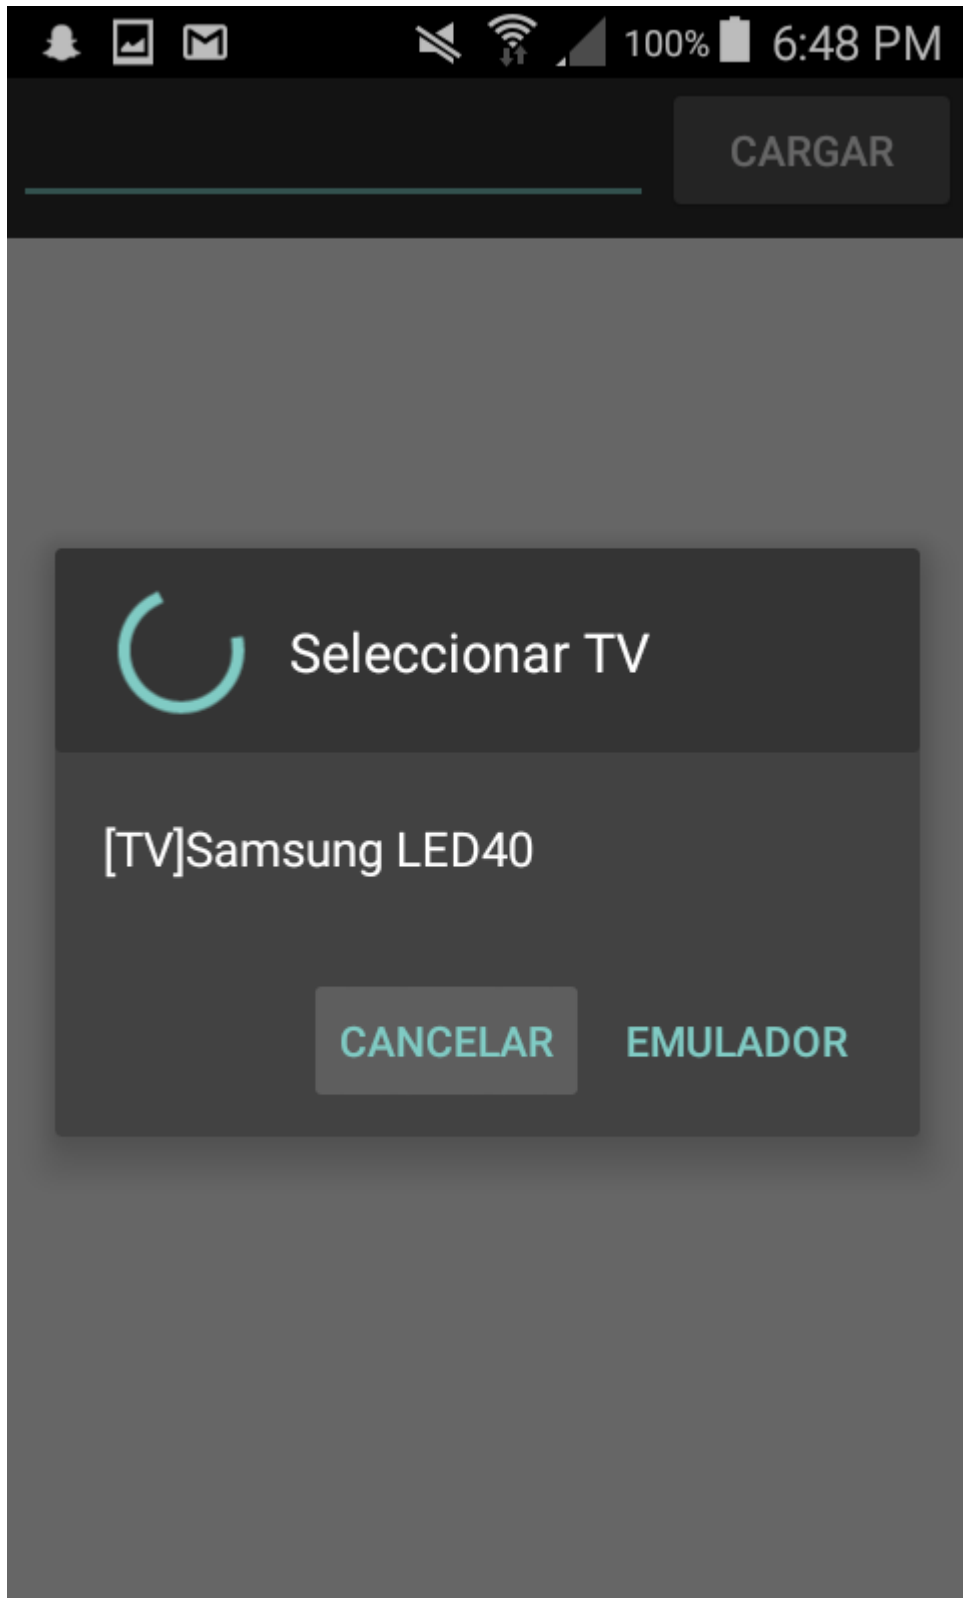 100% 6:48 PM
CARGAR
Seleccionar TV
[TV]Samsung LED40
CANCELAR EMULADOR